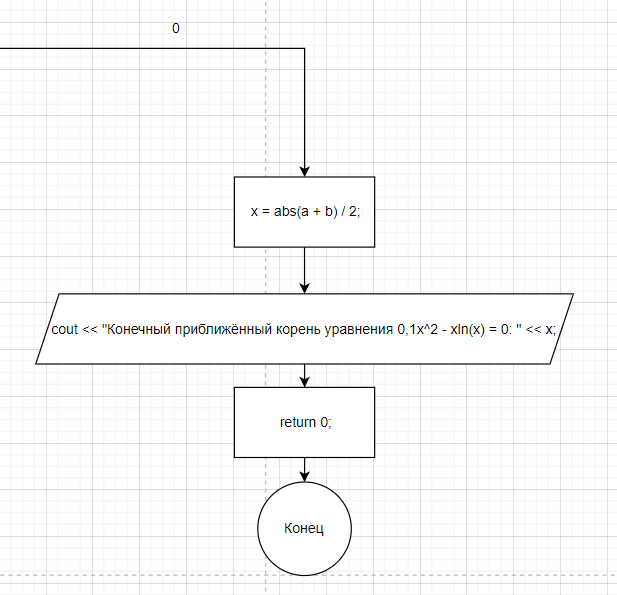 0
x = abs(a + b) / 2;
cout << "Конечный приближённый корень уравнения 0,1x^2 - xln(x) = 0: " << x;
return 0;
Конец